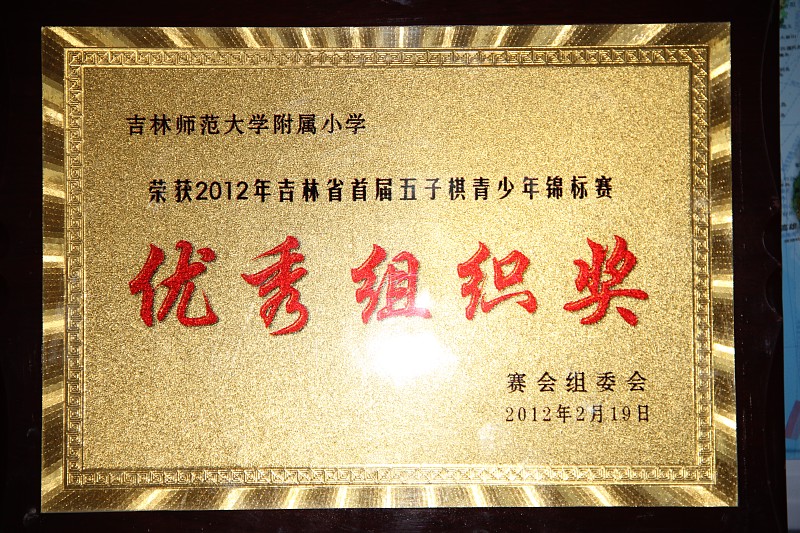 吉林师范大学附属小学
荣获2012年吉林省首届五子棋青少年锦标赛
优秀组织奖
赛会组委会
2012年2月19日